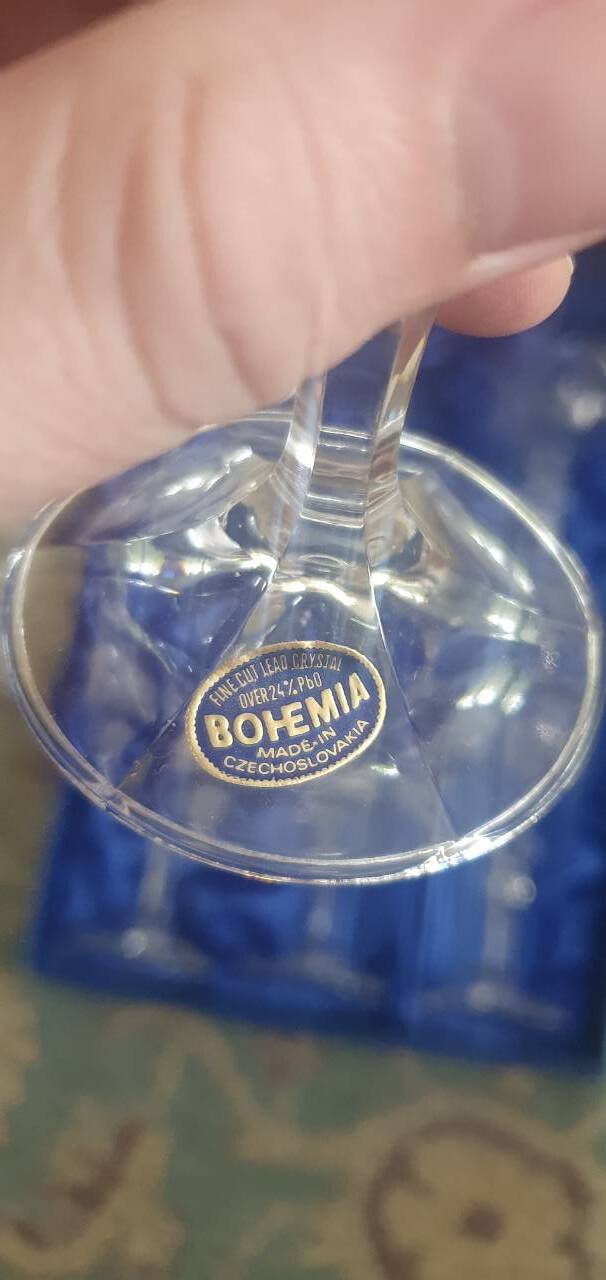 FINE CUT LEAD CRYSTAL
OVER 24% PbO
BOHEMIA
MADE-IN
CZECHOSLOVAKIA